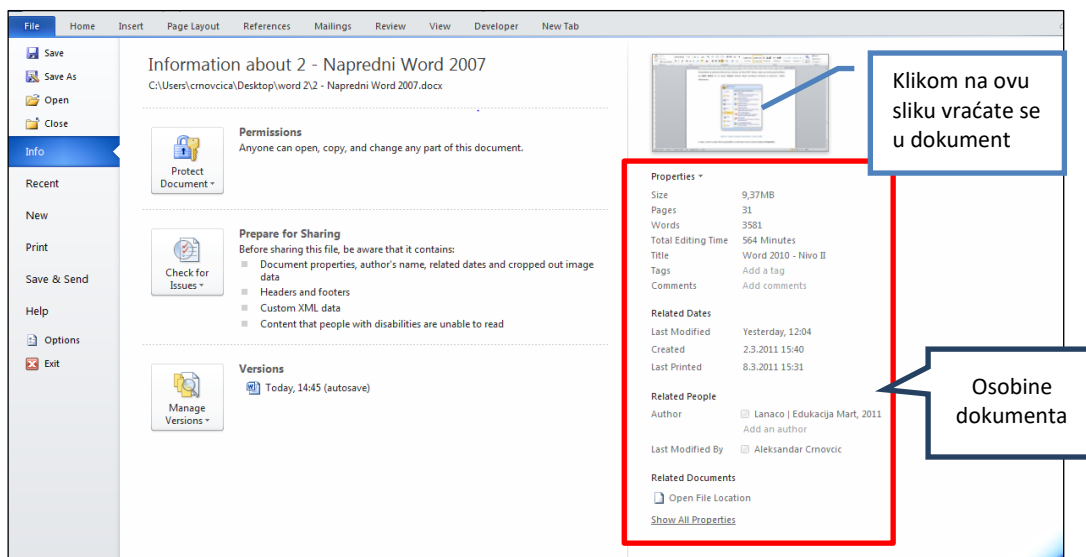 File Home Insert Page Layout References Mailings Review View Developer New Tab
Save
Save As
Open
Close
Info
Recent
New
Print
Save & Send
Help
Options
Exit
Information about 2 - Napredni Word 2007
C:\Users\crnovica\Desktop\word 2\2 - Napredni Word 2007.docx
Protect
Document
Permissions
Anyone can open, copy, and change any part of this document.
Check for
Issues
Prepare for Sharing
Before sharing this file, be aware that it contains:
Document properties, author's name, related dates and cropped out image
data
Headers and footers
Custom XML data
Content that people with disabilities are unable to read
Manage
Versions
Versions
Today, 14:45 (autosave)
Klikom na ovu
sliku vraćate se
u dokument
Properties
Size 9,37MB
Pages 31
Words 3581
Total Editing Time 564 Minutes
Title Word 2010 - Nivo II
Tags Add a tag
Comments Add comments
Related Dates
Last Modified Yesterday, 12:04
Created 2.3.2011 15:40
Last Printed 8.3.2011 15:31
Related People
Author Lanaco | Edukacija Mart, 2011
Add an author
Last Modified By Aleksandar Crnovcic
Related Documents
Open File Location
Show All Properties
Osobine
dokumenta